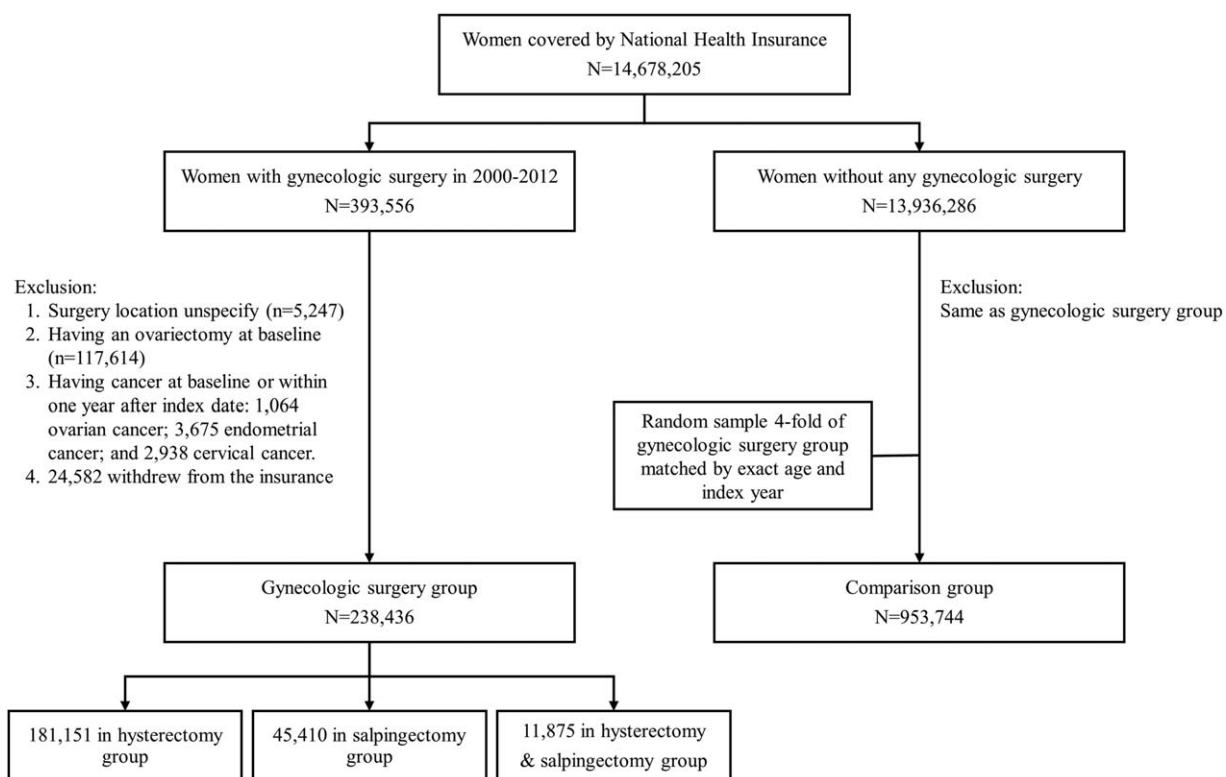 Women covered by National Health Insurance
N=14,678,205
Women with gynecologic surgery in 2000-2012
N=393,556
Women without any gynecologic surgery
N=13,936,286
Exclusion:
1. Surgery location unspecify (n=5,247)
2. Having an ovariectomy at baseline
(n=117,614)
3. Having cancer at baseline or within
one year after index date: 1,064
ovarian cancer; 3,675 endometrial
cancer; and 2,938 cervical cancer.
4. 24,582 withdrew from the insurance
Exclusion:
Same as gynecologic surgery group
Random sample 4-fold of
gynecologic surgery group
matched by exact age and
index year
Gynecologic surgery group
N=238,436
Comparison group
N=953,744
181,151 in hysterectomy
group
45,410 in salpingectomy
group
11,875 in hysterectomy
& salpingectomy group